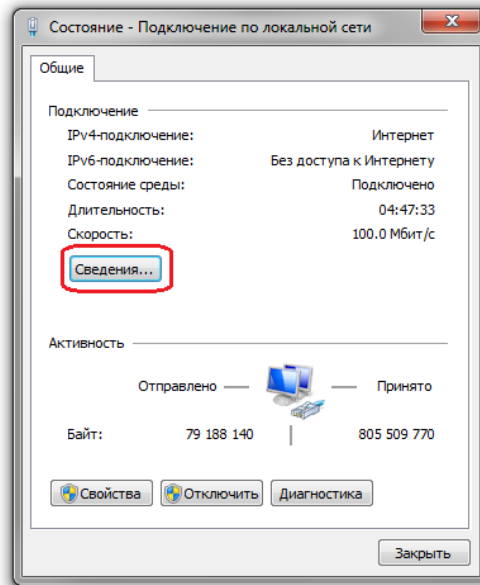 Состояние - Подключение по локальной сети
Общие
Подключение
IPv4-подключение: Интернет
IPv6-подключение: Без доступа к Интернету
Состояние среды: Подключено
Длительность: 04:47:33
Скорость: 100.0 Мбит/с
Сведения...
Активность
Отправлено — — Принято
Байт: 79 188 140 | 805 509 770
Свойства Отключить Диагностика
Закрыть